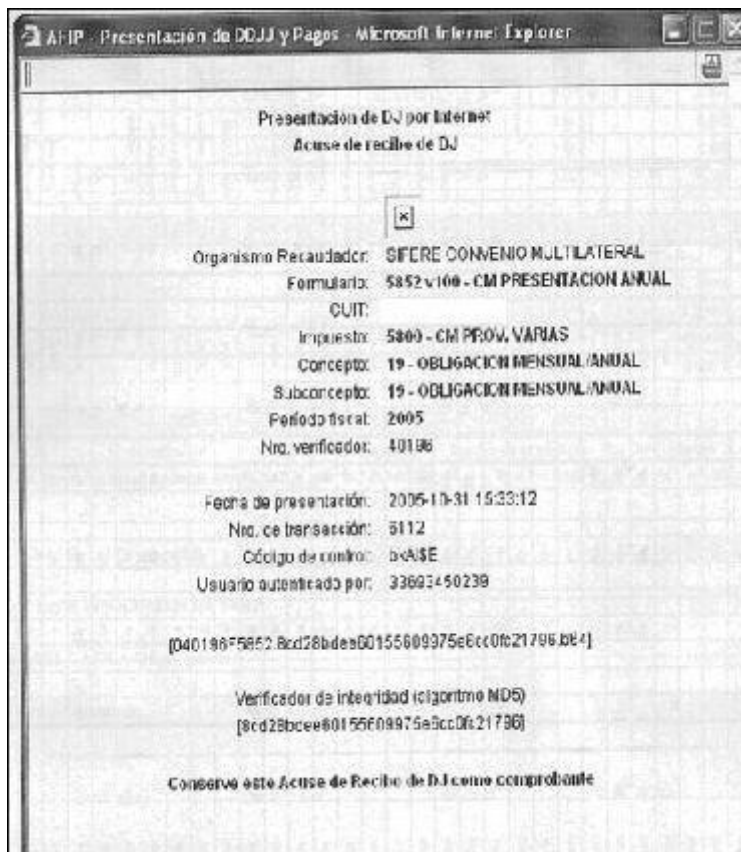 AFIP - Presentación de DDJJ y Pagos - Microsoft Internet Explorer
Presentación de DJ por Internet
Acuse de recibo de DJ
Organismo Recaudador: SIFERE CONVENIO MULTILATERAL
Formulario: 5852 v100 - CM PRESENTACION ANUAL
CUIT:
Impuesto: 5800 - CM PROV. VARIAS
Concepto: 19 - OBLIGACION MENSUAL/ANUAL
Subconcepto: 19 - OBLIGACION MENSUAL/ANUAL
Período fiscal: 2005
Nro. verificador: 40196
Fecha de presentación: 2005-10-31 15:33:12
Nro. de transacción: 6112
Código de control:
Usuario autenticado por: 33693450239
Verificador de integridad (algoritmo MD5)
Conserve este Acuse de Recibo de DJ como comprobante